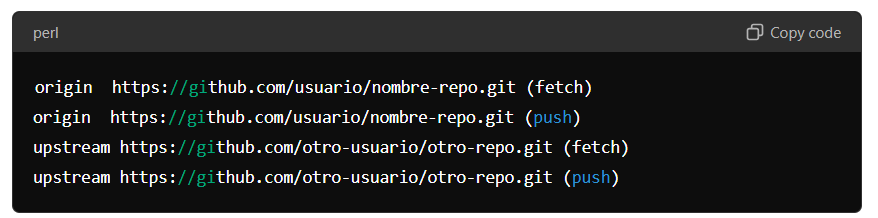 perl
Copy code
origin  https://github.com/usuario/nombre-repo.git (fetch)
origin  https://github.com/usuario/nombre-repo.git (push)
upstream https://github.com/otro-usuario/otro-repo.git (fetch)
upstream https://github.com/otro-usuario/otro-repo.git (push)